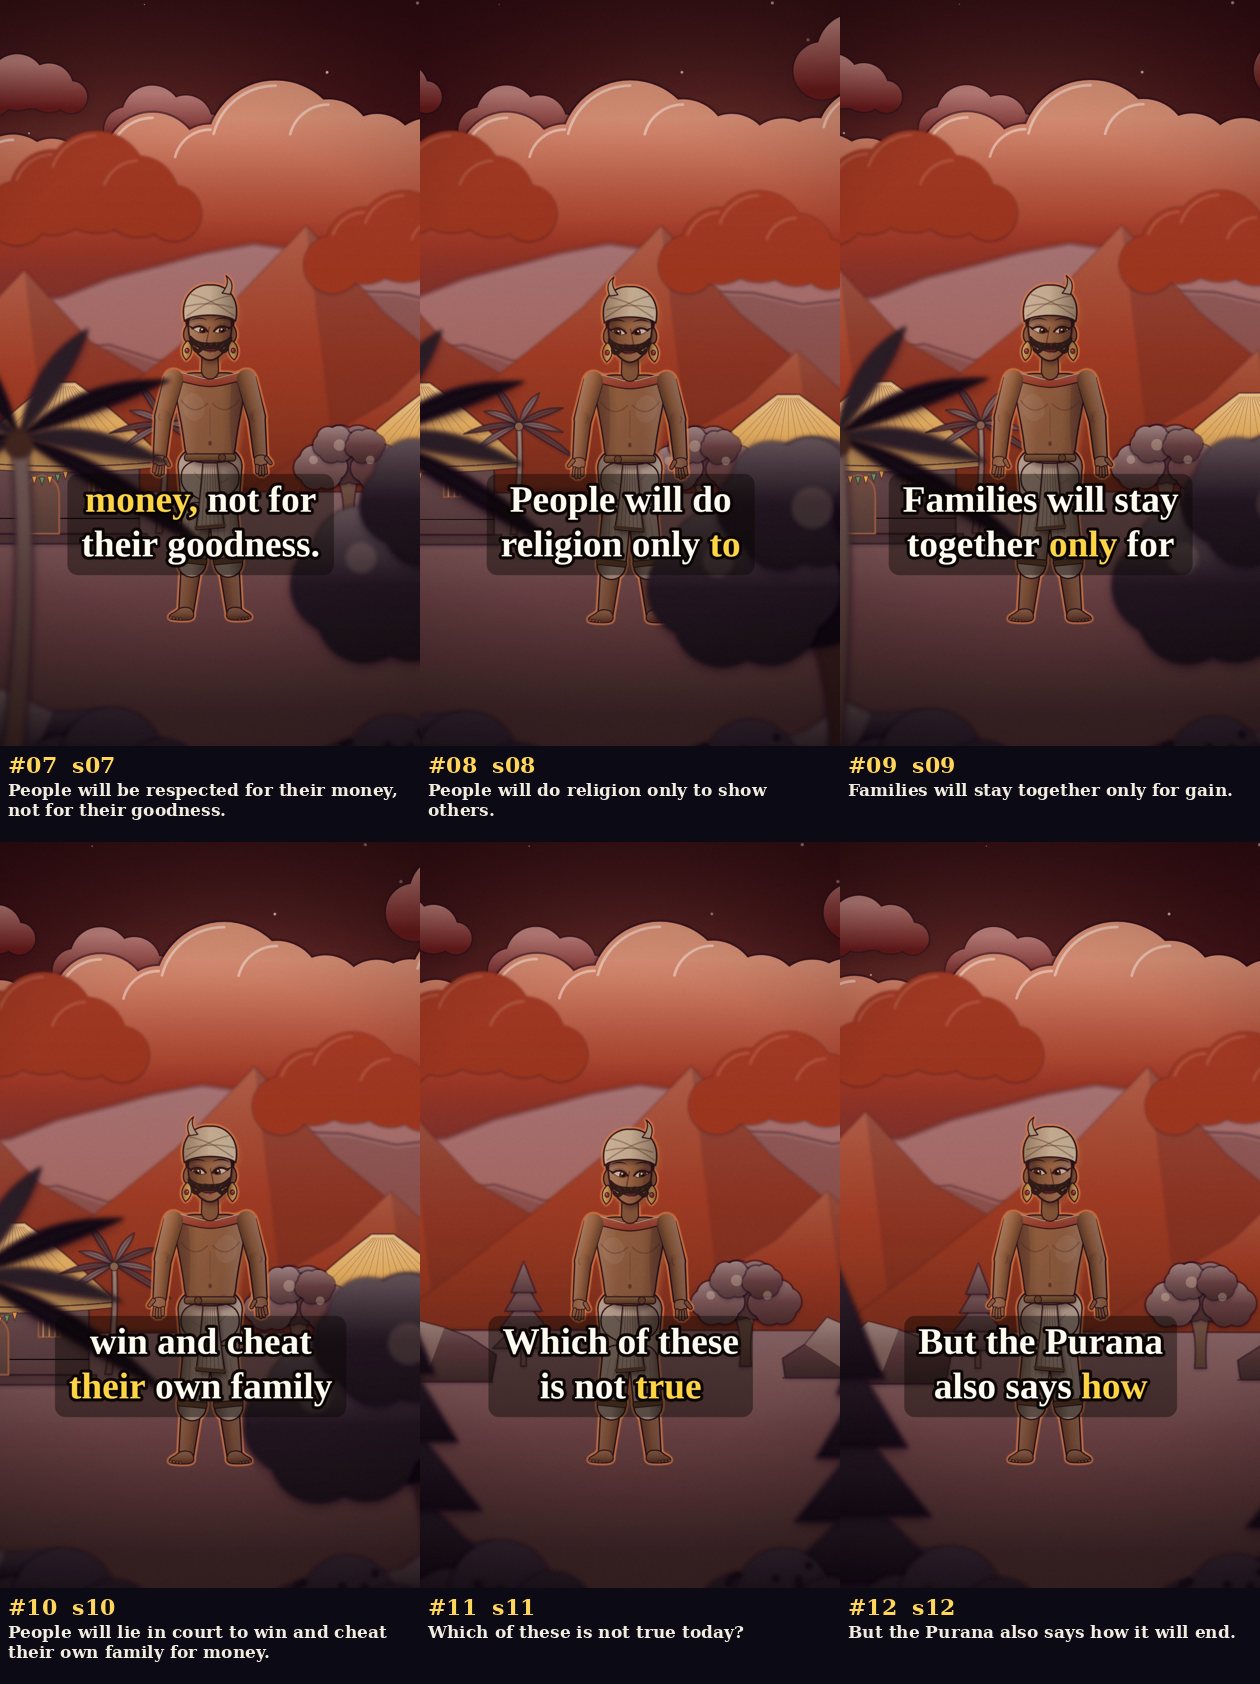 money, not for
their goodness.
People will do
religion only to
Families will stay
together only for
#07 s07
People will be respected for their money,
not for their goodness.
#08 s08
People will do religion only to show
others.
#09 s09
Families will stay together only for gain.
win and cheat
their own family
Which of these
is not true
But the Purana
also says how
#10 s10
People will lie in court to win and cheat
their own family for money.
#11 s11
Which of these is not true today?
#12 s12
But the Purana also says how it will end.